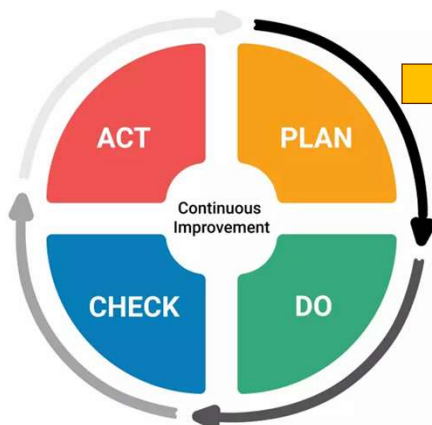 ACT
PLAN
Continuous
Improvement
CHECK
DO